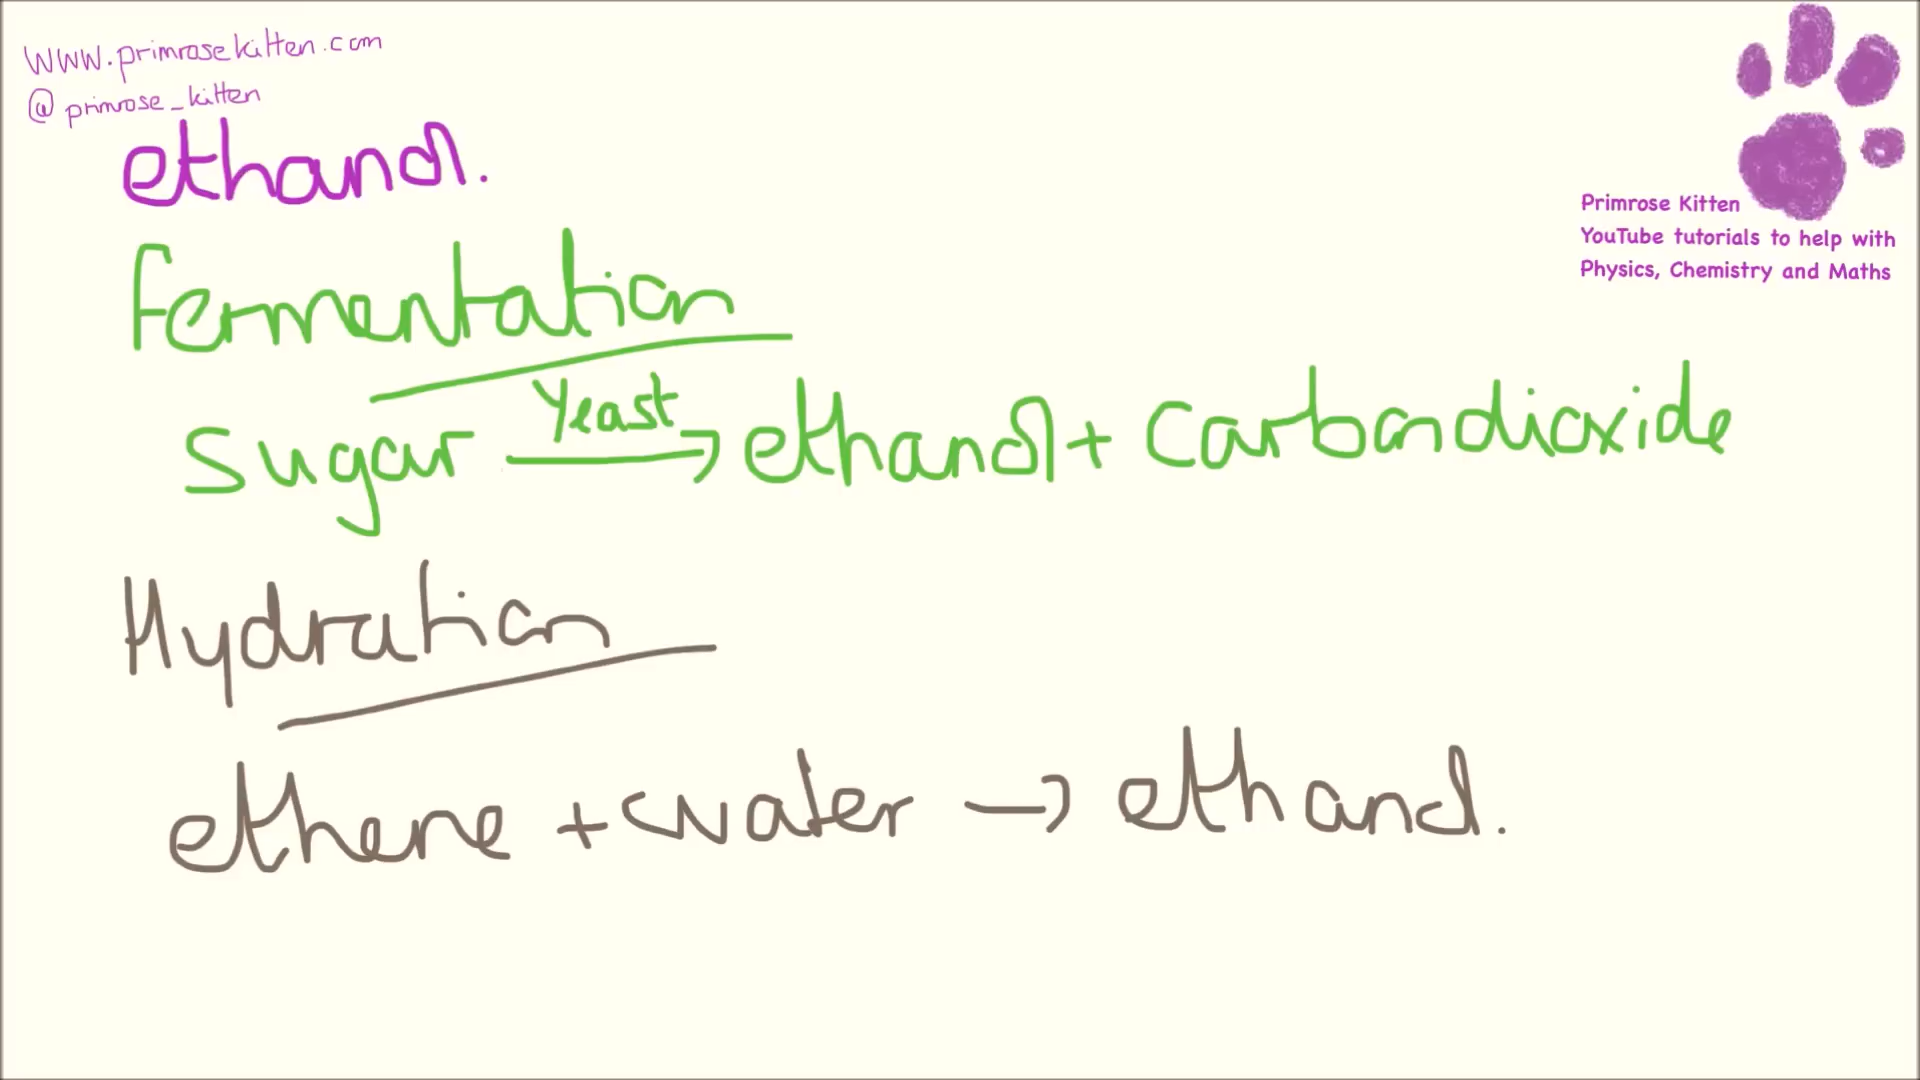 www.primrosekitten.com
@primrose_kitten
ethanol.
Primrose Kitten
YouTube tutorials to help with
Physics, Chemistry and Maths
Fermentation
Yeast
sugar → ethanol + carbondioxide
Hydration
ethene + water → ethanol.